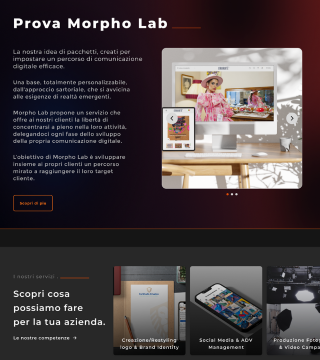 Prova Morpho Lab
La nostra idea di pacchetti, creati per
impostare un percorso di comunicazione
digitale efficace.
Una base, totalmente personalizzabile,
dall'approccio sartoriale, che si avvicina
alle esigenze di realtà emergenti.
Morpho Lab propone un servizio che
offre ai nostri clienti la libertà di
concentrarsi a pieno nella loro attività,
delegandoci ogni fase dello sviluppo
della propria comunicazione digitale.
L'obiettivo di Morpho Lab è sviluppare
insieme ai propri clienti un percorso
mirato a raggiungere il loro target
cliente.
Scopri di più
I nostri servizi
Scopri cosa
possiamo fare
per la tua azienda.
Le nostre competenze →
Creazione/Restyling
logo & Brand Identity
Social Media & ADV
Management
Produzione Foto
& Video Campa